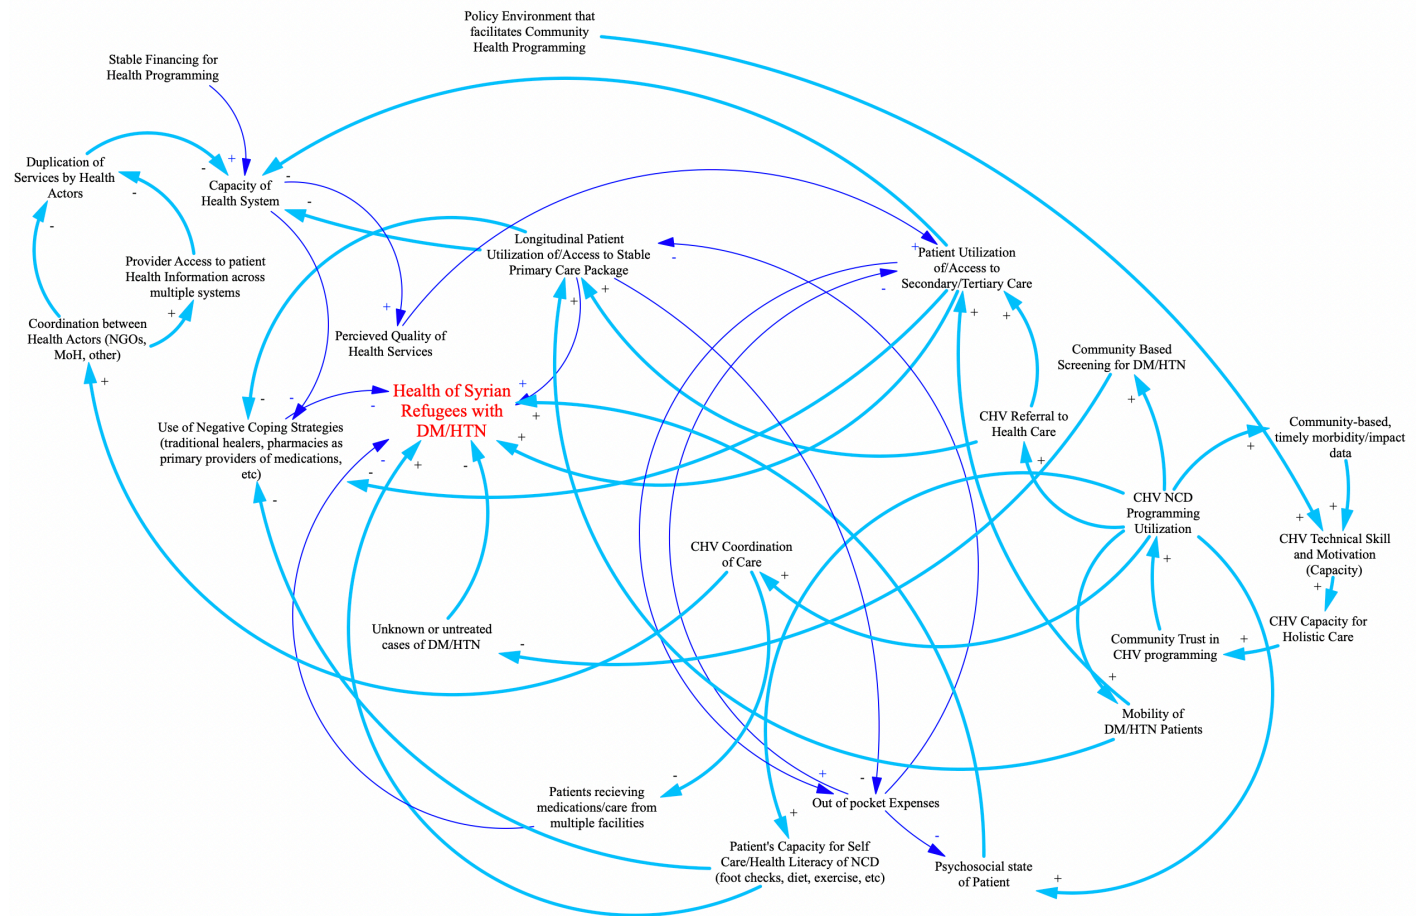 Policy Environment that
facilitates Community
Health Programming
Stable Financing for
Health Programming
Duplication of
Services by Health
Actors
Capacity of
Health System
Provider Access to patient
Health Information across
multiple systems
Longitudinal Patient
Utilization of/Access to Stable
Primary Care Package
Patient Utilization
of/Access to
Secondary/Tertiary Care
Coordination between
Health Actors (NGOs,
MoH, other)
Percieved Quality of
Health Services
Community Based
Screening for DM/HTN
Health of Syrian
Refugees with
DM/HTN
CHV Referral to
Health Care
Use of Negative Coping Strategies
(traditional healers, pharmacies as
primary providers of medications,
etc)
Community-based,
timely morbidity/impact
data
CHV NCD
Programming
Utilization
CHV Technical Skill
and Motivation
(Capacity)
CHV Coordination
of Care
Unknown or untreated
cases of DM/HTN
Community Trust in
CHV programming
CHV Capacity for
Holistic Care
Mobility of
DM/HTN Patients
Patients recieving
medications/care from
multiple facilities
Out of pocket Expenses
Patient's Capacity for Self
Care/Health Literacy of NCD
(foot checks, diet, exercise, etc)
Psychosocial state
of Patient